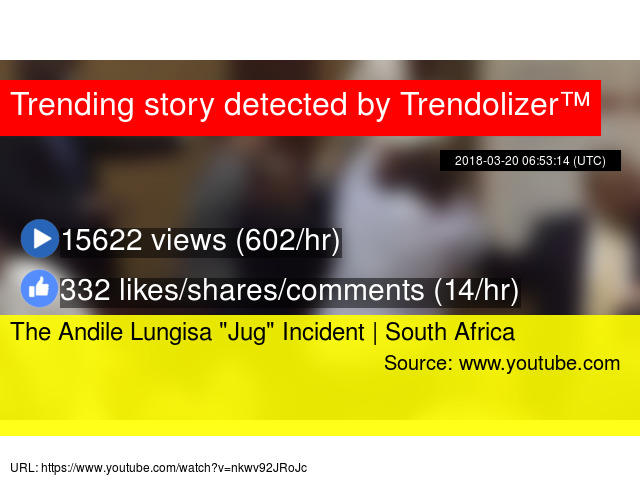 Trending story detected by Trendolizer™
2018-03-20 06:53:14 (UTC)
15622 views (602/hr)
332 likes/shares/comments (14/hr)
The Andile Lungisa "Jug" Incident | South Africa
Source: www.youtube.com
URL: https://www.youtube.com/watch?v=nkwv92JRoJc